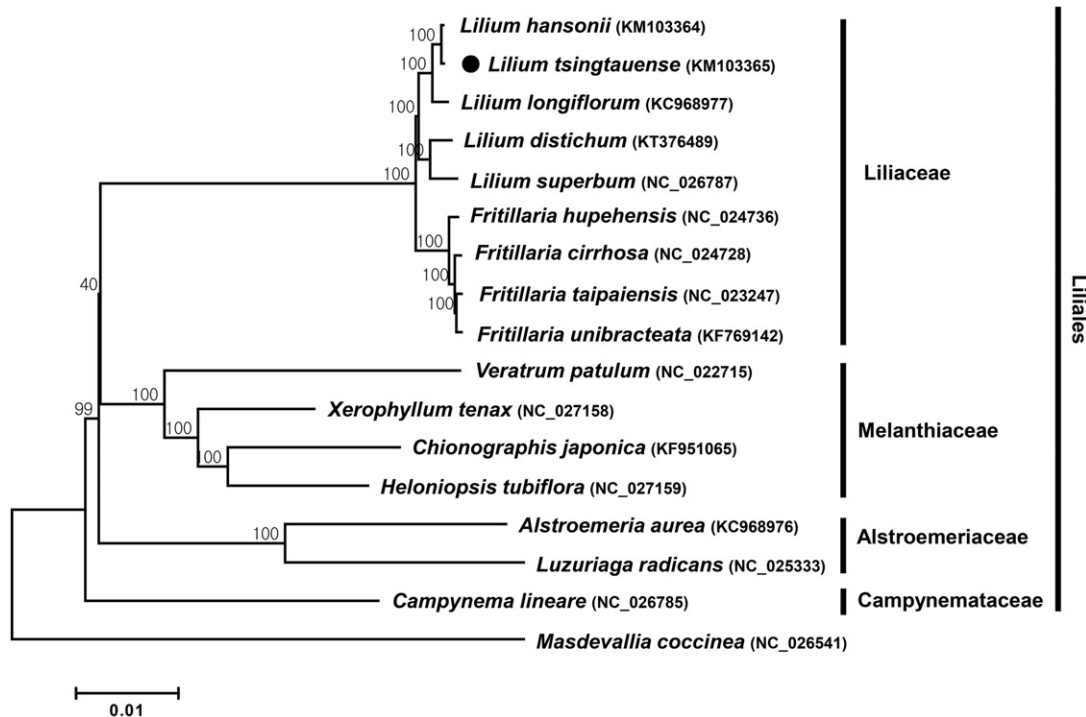 100 Lilium hansonii (KM103364)
100 Lilium tsingtauense (KM103365)
100 Lilium longiflorum (KC968977)
100 Lilium distichum (KT376489)
100 Lilium superbum (NC_026787)
Fritillaria hupehensis (NC_024736)
100 Fritillaria cirrhosa (NC_024728)
100 Fritillaria taipaiensis (NC_023247)
100 Fritillaria unibracteata (KF769142)
Liliaceae
40
Veratrum patulum (NC_022715)
100 Xerophyllum tenax (NC_027158)
99 100 Chionographis japonica (KF951065)
100 Heloniopsis tubiflora (NC_027159)
Melanthiaceae
Alstroemeria aurea (KC968976)
100 Luzuriaga radicans (NC_025333)
Alstroemeriaceae
Campynema lineare (NC_026785)
Campynemataceae
Masdevallia coccinea (NC_026541)
Liliales
0.01